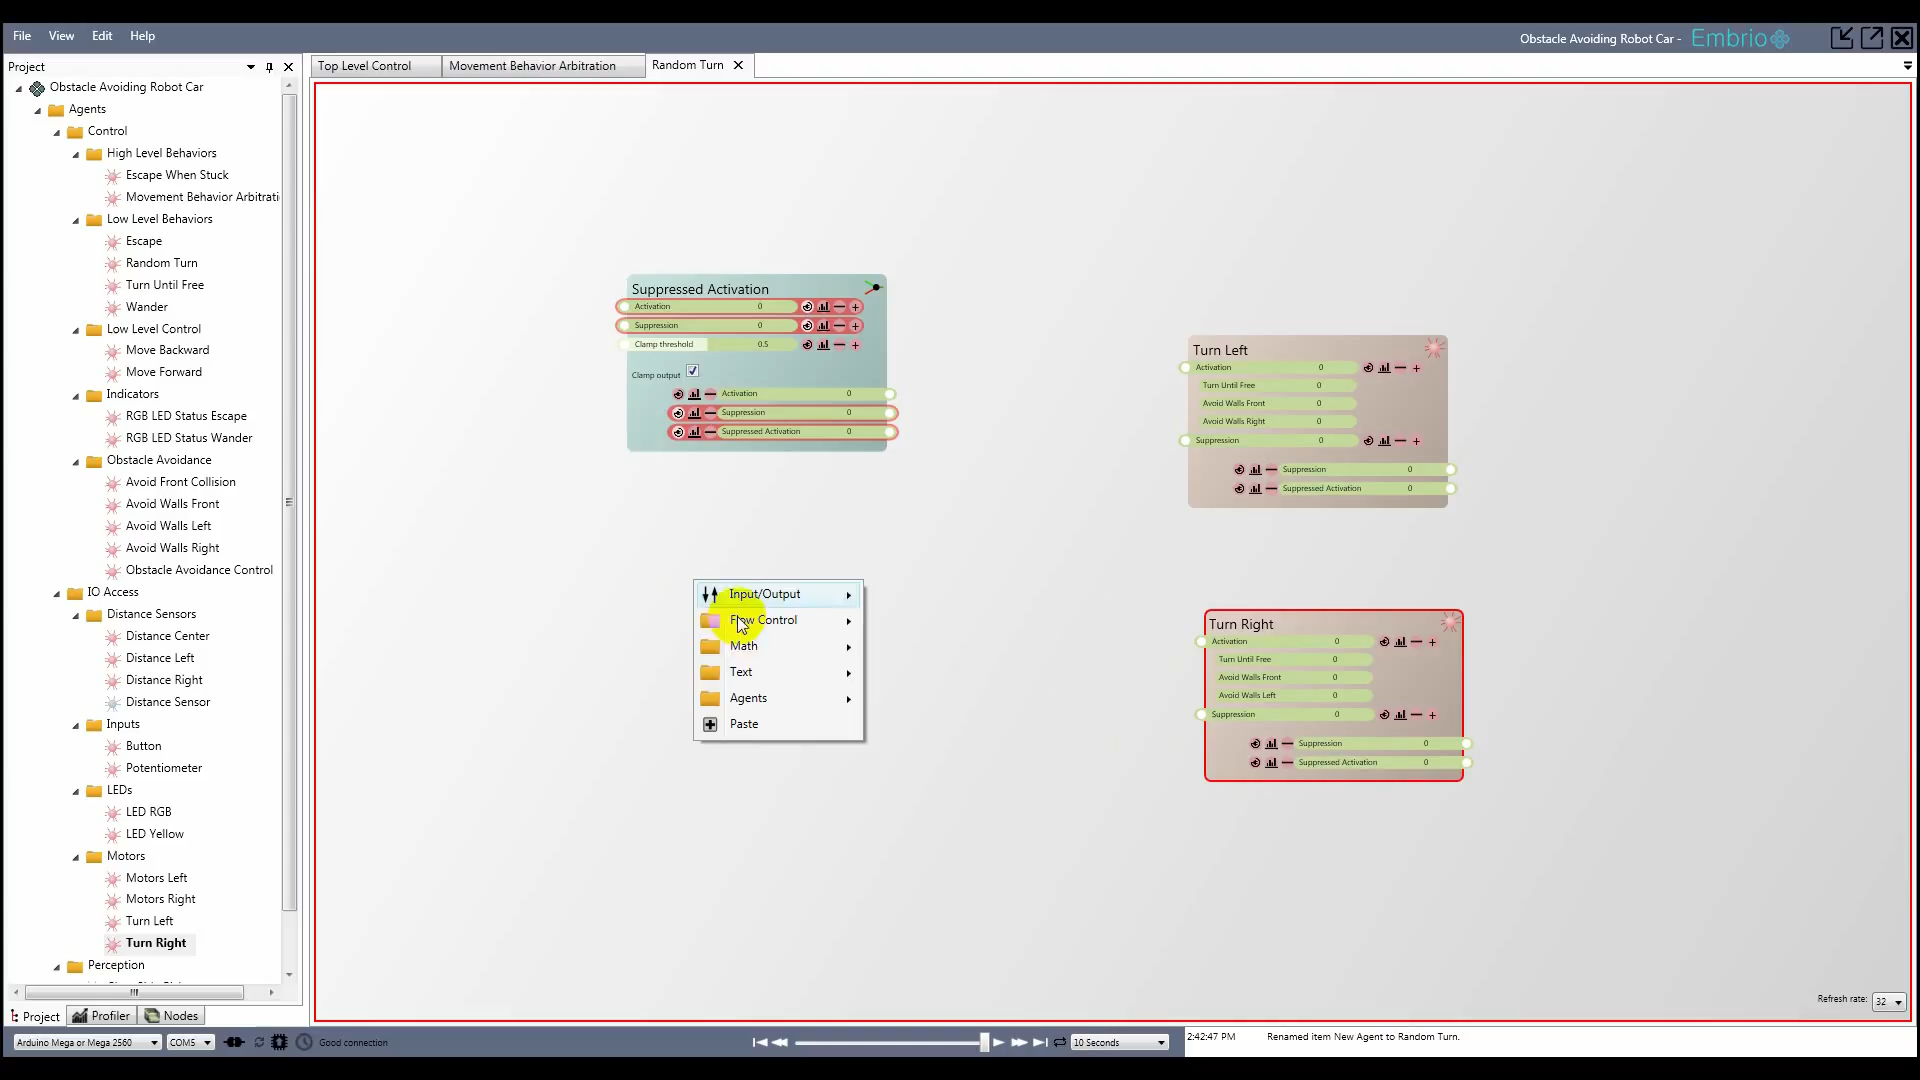 File View Edit Help
Obstacle Avoiding Robot Car - Embrio
Project
Obstacle Avoiding Robot Car
Agents
Control
High Level Behaviors
Escape When Stuck
Movement Behavior Arbitrati
Low Level Behaviors
Escape
Random Turn
Turn Until Free
Wander
Low Level Control
Move Backward
Move Forward
Indicators
RGB LED Status Escape
RGB LED Status Wander
Obstacle Avoidance
Avoid Front Collision
Avoid Walls Front
Avoid Walls Left
Avoid Walls Right
Obstacle Avoidance Control
IO Access
Distance Sensors
Distance Center
Distance Left
Distance Right
Distance Sensor
Inputs
Button
Potentiometer
LEDs
LED RGB
LED Yellow
Motors
Motors Left
Motors Right
Turn Left
Turn Right
Perception
Project Profiler Nodes
Top Level Control Movement Behavior Arbitration Random Turn
Suppressed Activation
Activation 0
Suppression 0
Clamp threshold 0.5
Clamp output
Activation 0
Suppression 0
Suppressed Activation 0
Turn Left
Activation 0
Turn Until Free 0
Avoid Walls Front 0
Avoid Walls Right 0
Suppression 0
Suppression 0
Suppressed Activation 0
Input/Output
Flow Control
Math
Text
Agents
Paste
Turn Right
Activation 0
Turn Until Free 0
Avoid Walls Front 0
Avoid Walls Left 0
Suppression 0
Suppression 0
Suppressed Activation 0
Refresh rate: 32
Arduino Mega or Mega 2560 COM5 Good connection
10 Seconds
2:42:47 PM Renamed item New Agent to Random Turn.